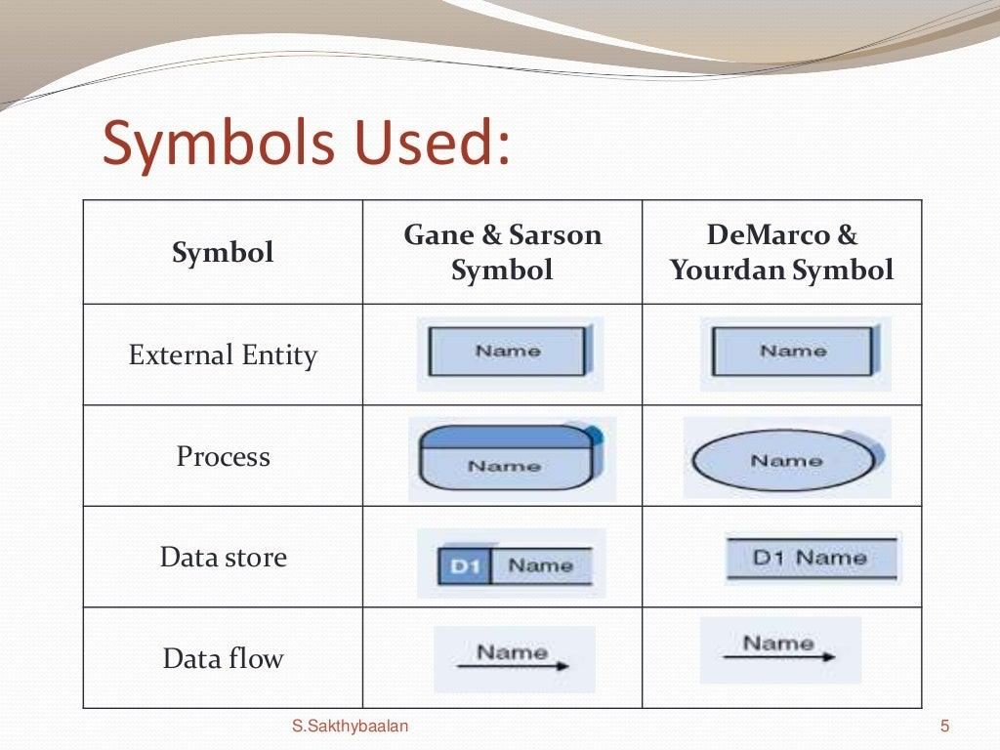 Symbols Used:
Symbol
Gane & Sarson
Symbol
DeMarco &
Yourdan Symbol
External Entity
Name
Name
Process
Name
Name
Data store
D1 Name
D1 Name
Data flow
Name
Name
S.Sakthybaalan
5